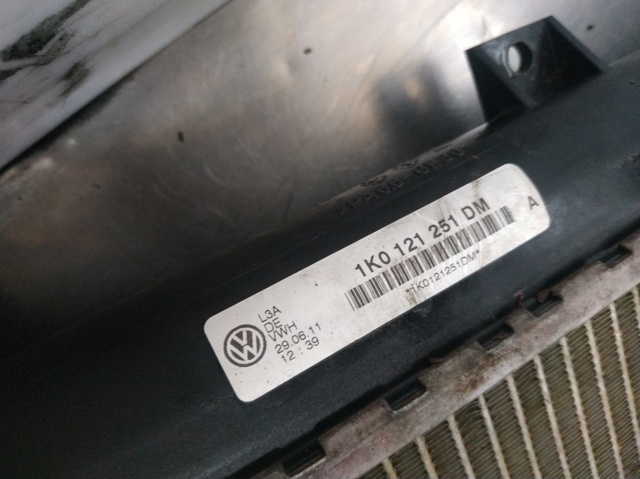 1K0 121 251 DM
*1K0121251DM*
A
L3A
DE
VWH
29.06.11
12:39